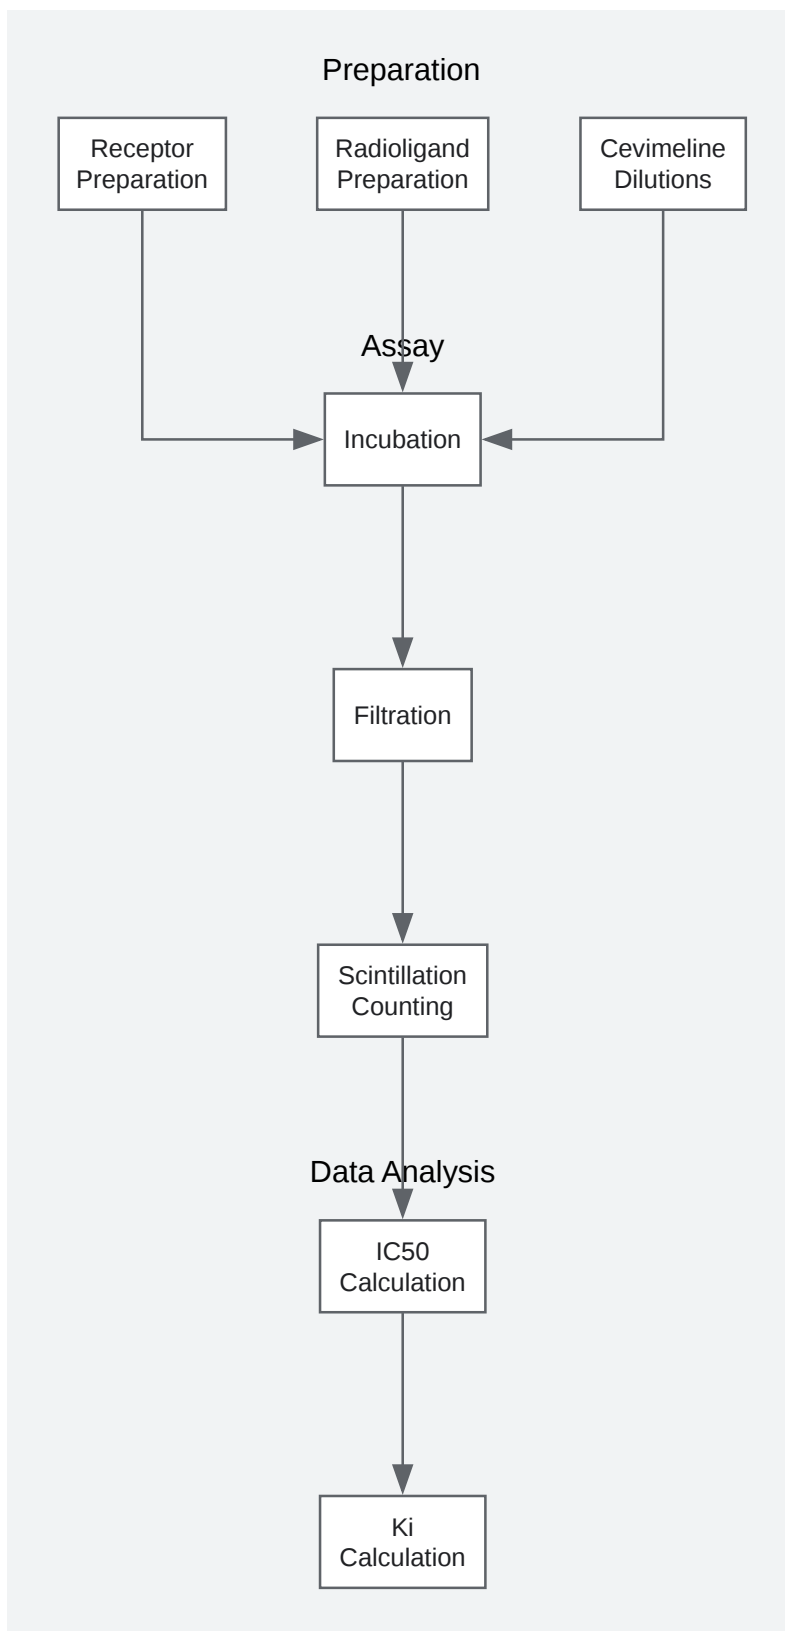 Preparation
Receptor
Preparation
Radioligand
Preparation
Cevimeline
Dilutions
Assay
Incubation
Filtration
Scintillation
Counting
Data Analysis
IC50
Calculation
Ki
Calculation